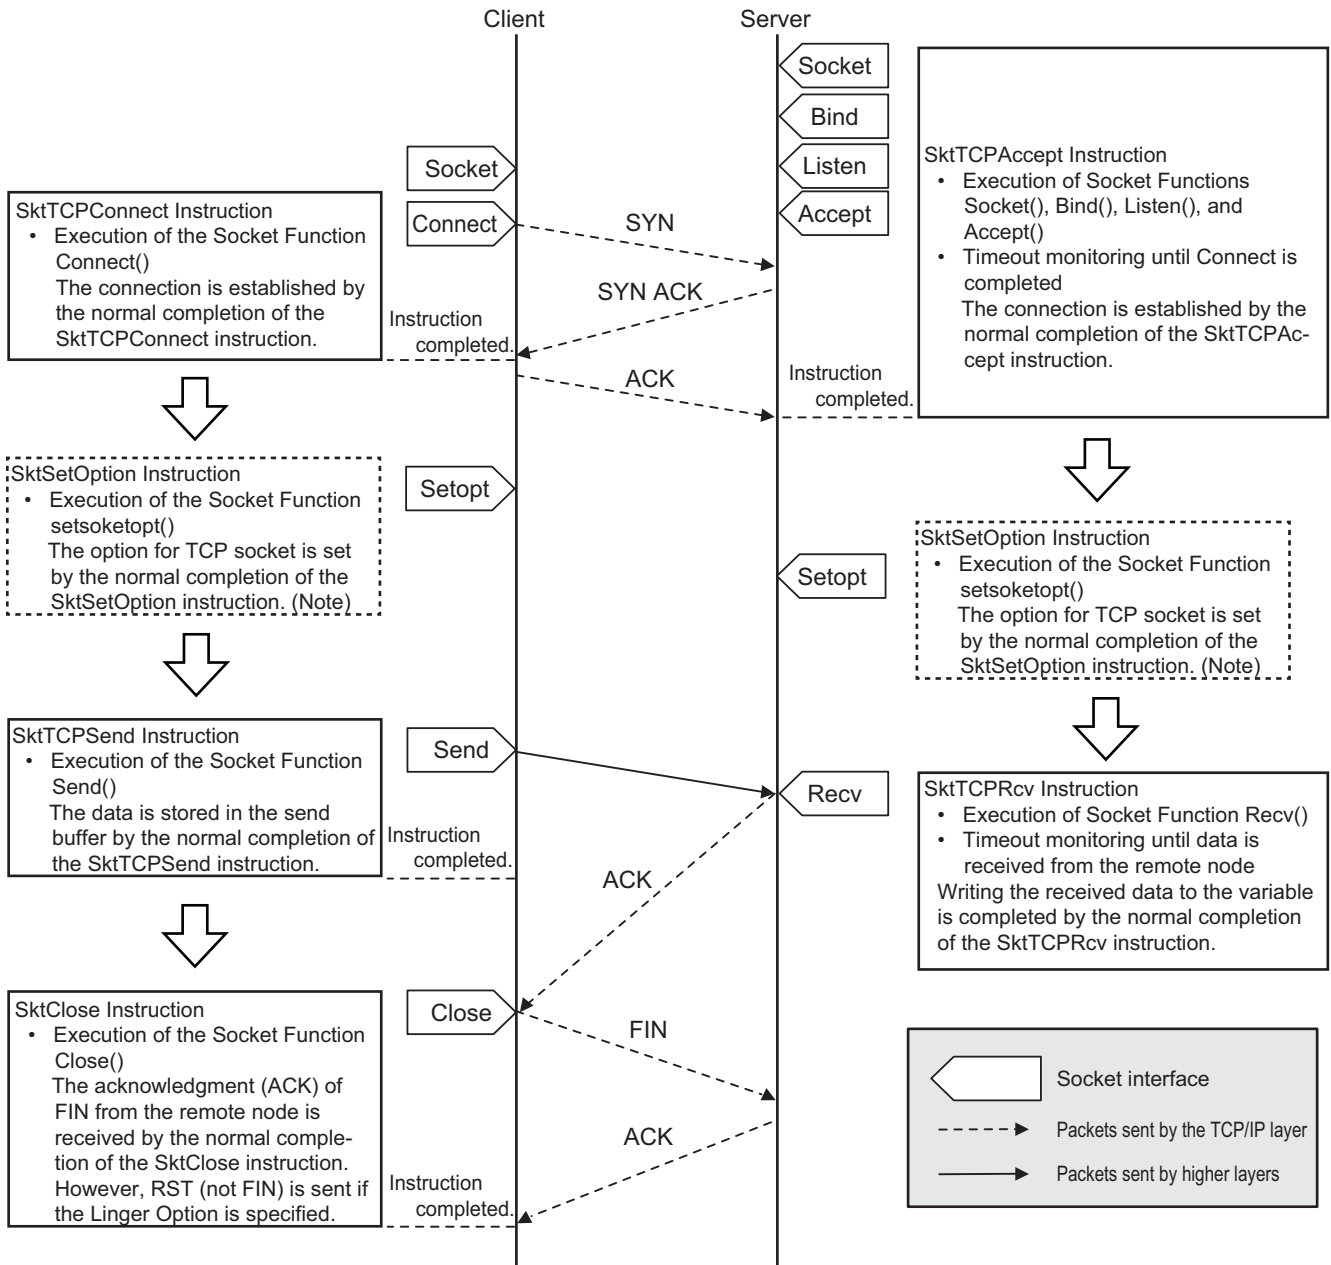 Client
Server
Socket
Bind
Listen
Accept
SktTCPAccept Instruction
• Execution of Socket Functions
Socket(), Bind(), Listen(), and
Accept()
• Timeout monitoring until Connect is
completed
The connection is established by the
normal completion of the SktTCPAc-
cept instruction.
Socket
Connect
SktTCPConnect Instruction
• Execution of the Socket Function
Connect()
The connection is established by
the normal completion of the
SktTCPConnect instruction.
SYN
SYN ACK
Instruction
completed.
ACK
Instruction
completed.
SktSetOption Instruction
• Execution of the Socket Function
setsoketopt()
The option for TCP socket is set
by the normal completion of the
SktSetOption instruction. (Note)
Setopt
Setopt
SktSetOption Instruction
• Execution of the Socket Function
setsoketopt()
The option for TCP socket is set
by the normal completion of the
SktSetOption instruction. (Note)
SktTCPSend Instruction
• Execution of the Socket Function
Send()
The data is stored in the send
buffer by the normal completion of
the SktTCPSend instruction.
Send
Instruction
completed.
Recv
ACK
SktTCPRcv Instruction
• Execution of Socket Function Recv()
• Timeout monitoring until data is
received from the remote node
Writing the received data to the variable
is completed by the normal completion
of the SktTCPRcv instruction.
SktClose Instruction
• Execution of the Socket Function
Close()
The acknowledgment (ACK) of
FIN from the remote node is
received by the normal comple-
tion of the SktClose instruction.
However, RST (not FIN) is sent if
the Linger Option is specified.
Close
FIN
ACK
Instruction
completed.
Socket interface
Packets sent by the TCP/IP layer
Packets sent by higher layers